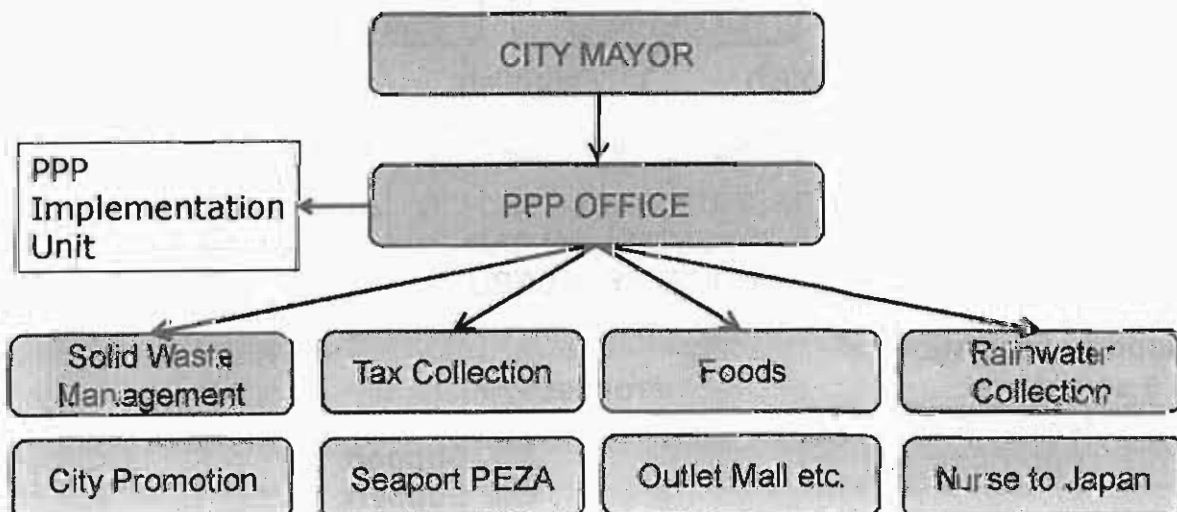 CITY MAYOR
PPP
Implementation
Unit
PPP OFFICE
Solid Waste
Management
Tax Collection
Foods
Rainwater
Collection
City Promotion
Seaport PEZA
Outlet Mall etc.
Nurse to Japan